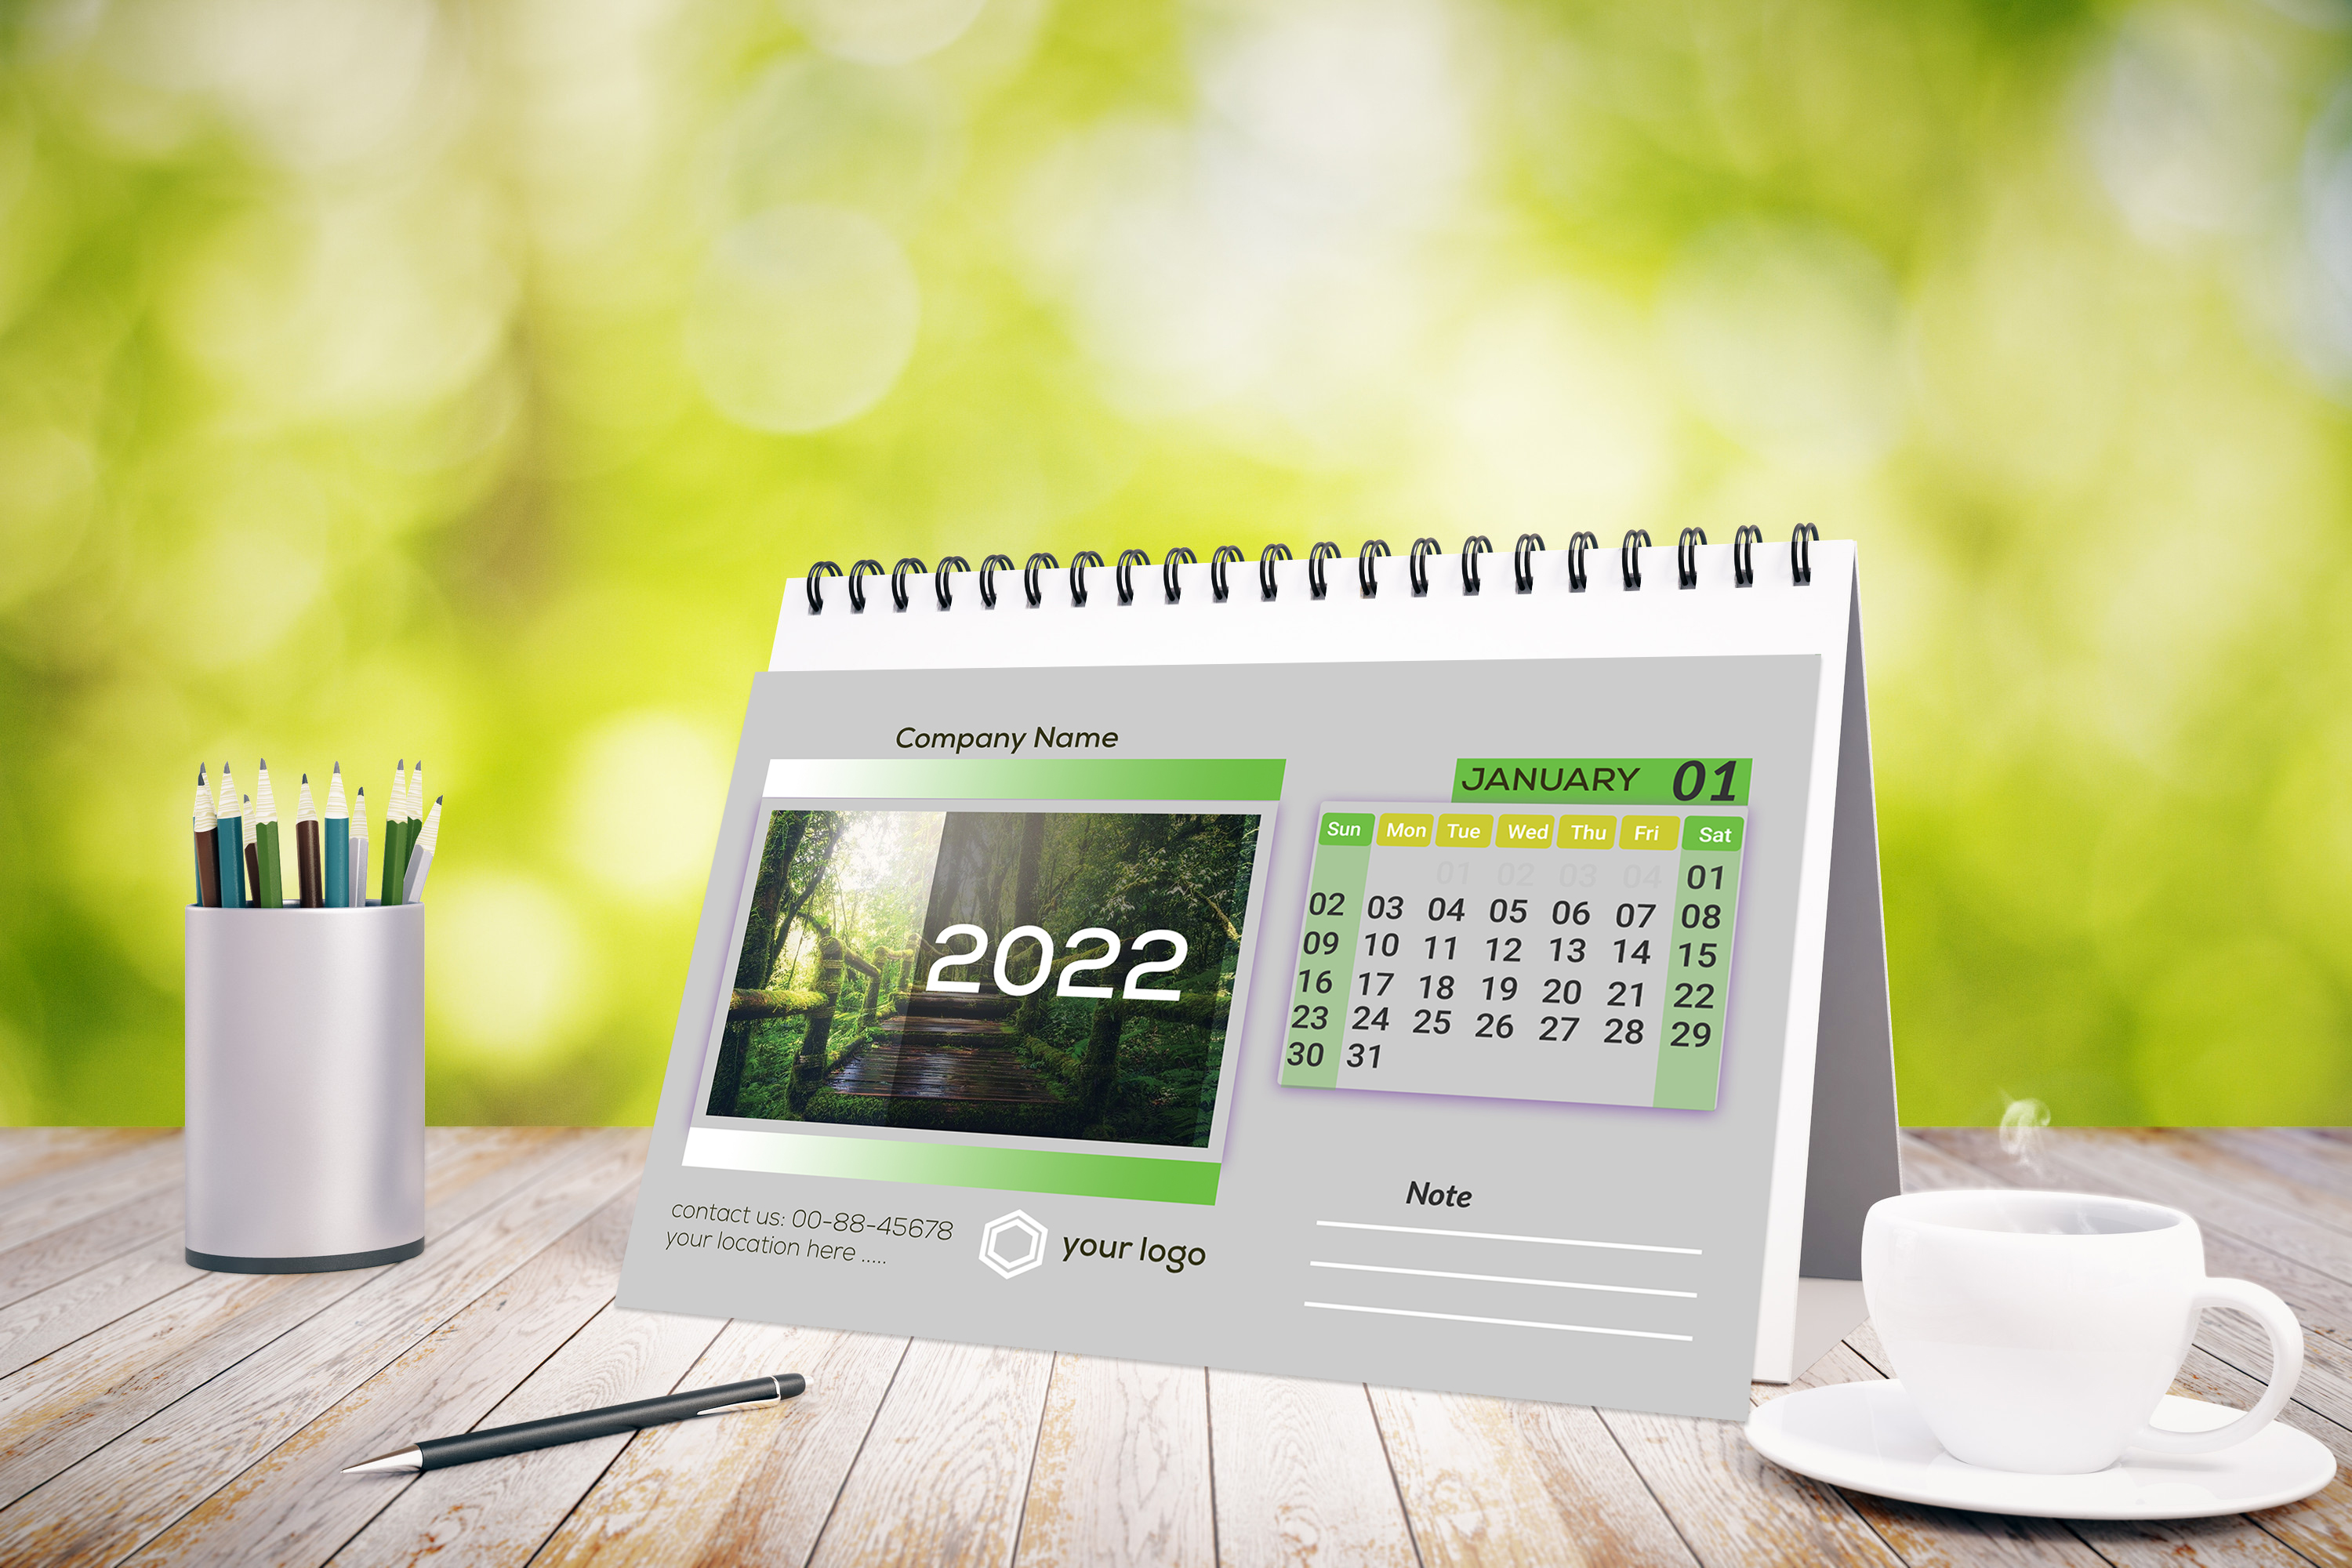 Company Name
2022
contact us: 00-88-45678
your location here .....
your logo
JANUARY 01
Sun Mon Tue Wed Thu Fri Sat
01 02 03 04 01
02 03 04 05 06 07 08
09 10 11 12 13 14 15
16 17 18 19 20 21 22
23 24 25 26 27 28 29
30 31
Note